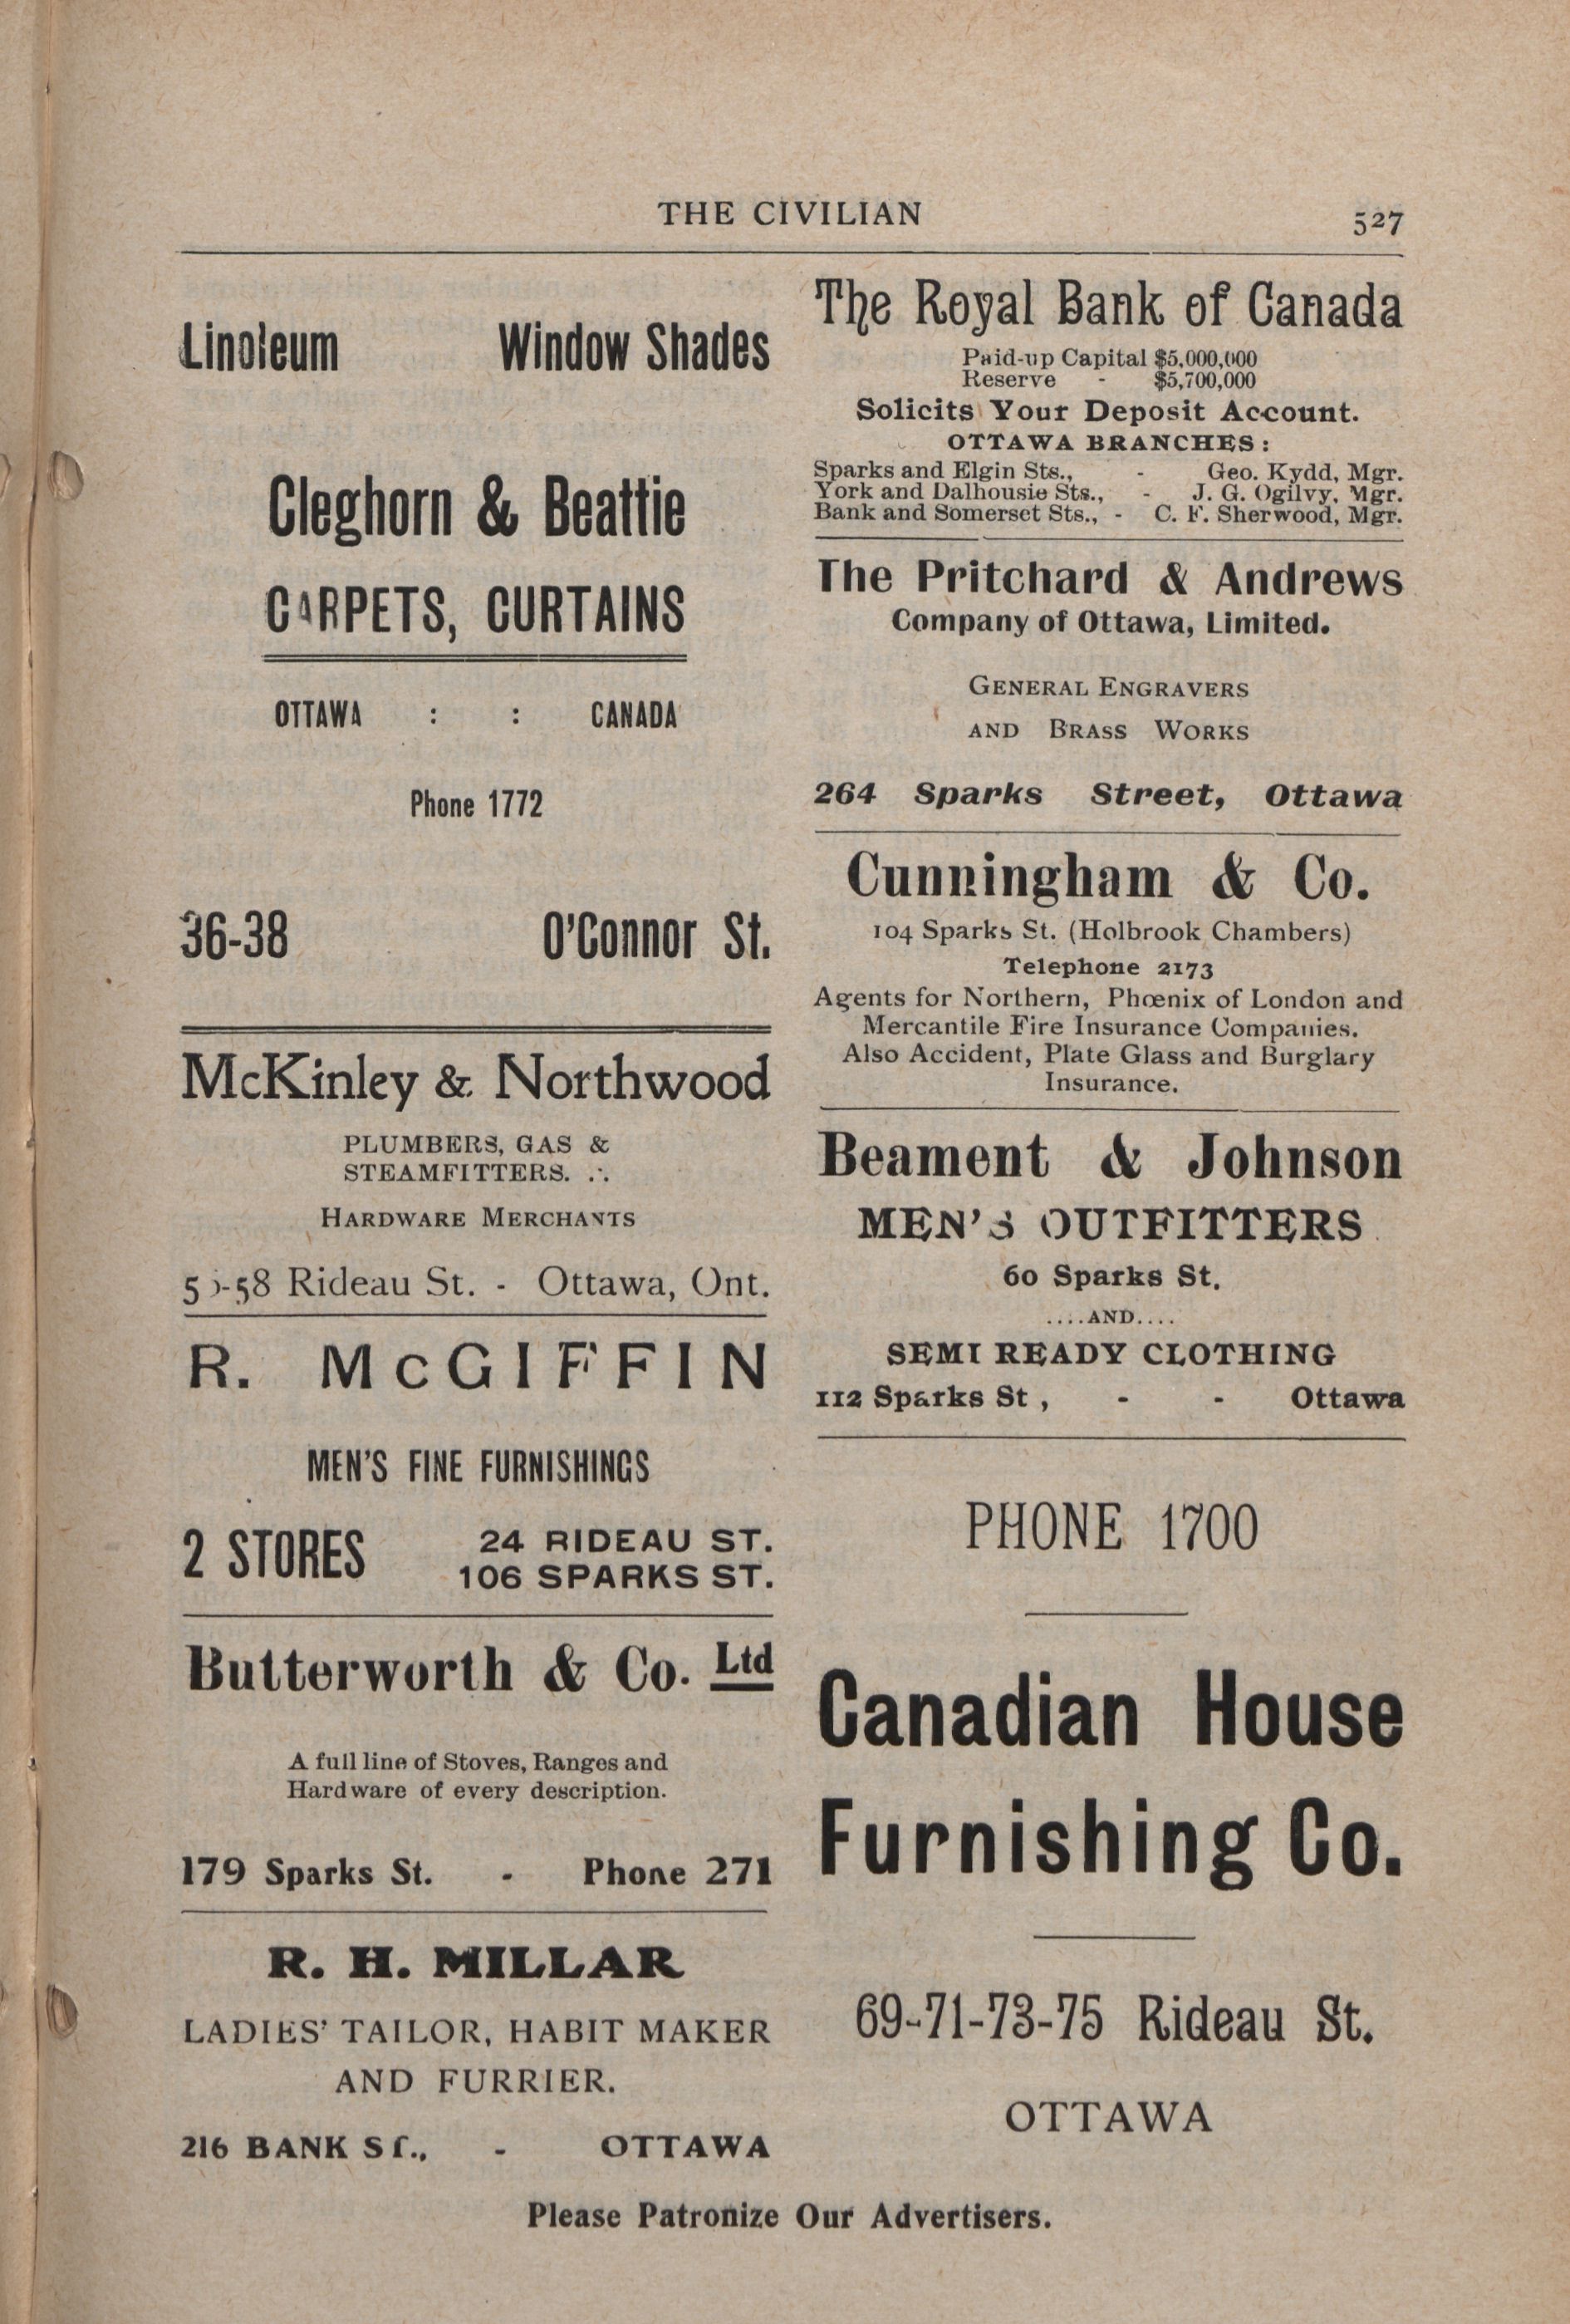 THE CIVILIAN
527
Linoleum Window Shades
Cleghorn & Beattie
CARPETS, CURTAINS
OTTAWA : : CANADA
Phone 1772
36-38 O'Connor St.
McKinley & Northwood
PLUMBERS, GAS &
STEAMFITTERS. ∴
HARDWARE MERCHANTS
-58 Rideau St. - Ottawa, Ont.
R. McGIFFIN
MEN'S FINE FURNISHINGS
2 STORES 24 RIDEAU ST.
106 SPARKS ST.
Butterworth & Co. Ltd
A full line of Stoves, Ranges and
Hardware of every description.
179 Sparks St. - Phone 271
R. H. MILLAR
LADIES' TAILOR, HABIT MAKER
AND FURRIER.
216 BANK ST., - OTTAWA
The Royal Bank of Canada
Paid-up Capital $5,000,000
Reserve - $5,700,000
Solicits Your Deposit Account.
OTTAWA BRANCHES:
Sparks and Elgin Sts., - Geo. Kydd, Mgr.
York and Dalhousie Sts., - J. G. Ogilvy, Mgr.
Bank and Somerset Sts., - C. F. Sherwood, Mgr.
The Pritchard & Andrews
Company of Ottawa, Limited.
GENERAL ENGRAVERS
AND BRASS WORKS
264 Sparks Street, Ottawa
Cunningham & Co.
104 Sparks St. (Holbrook Chambers)
Telephone 2173
Agents for Northern, Phœnix of London and
Mercantile Fire Insurance Companies.
Also Accident, Plate Glass and Burglary
Insurance.
Beament & Johnson
MEN'S OUTFITTERS
60 Sparks St.
....AND....
SEMI READY CLOTHING
112 Sparks St , - - Ottawa
PHONE 1700
Canadian House
Furnishing Co.
69-71-73-75 Rideau St.
OTTAWA
Please Patronize Our Advertisers.